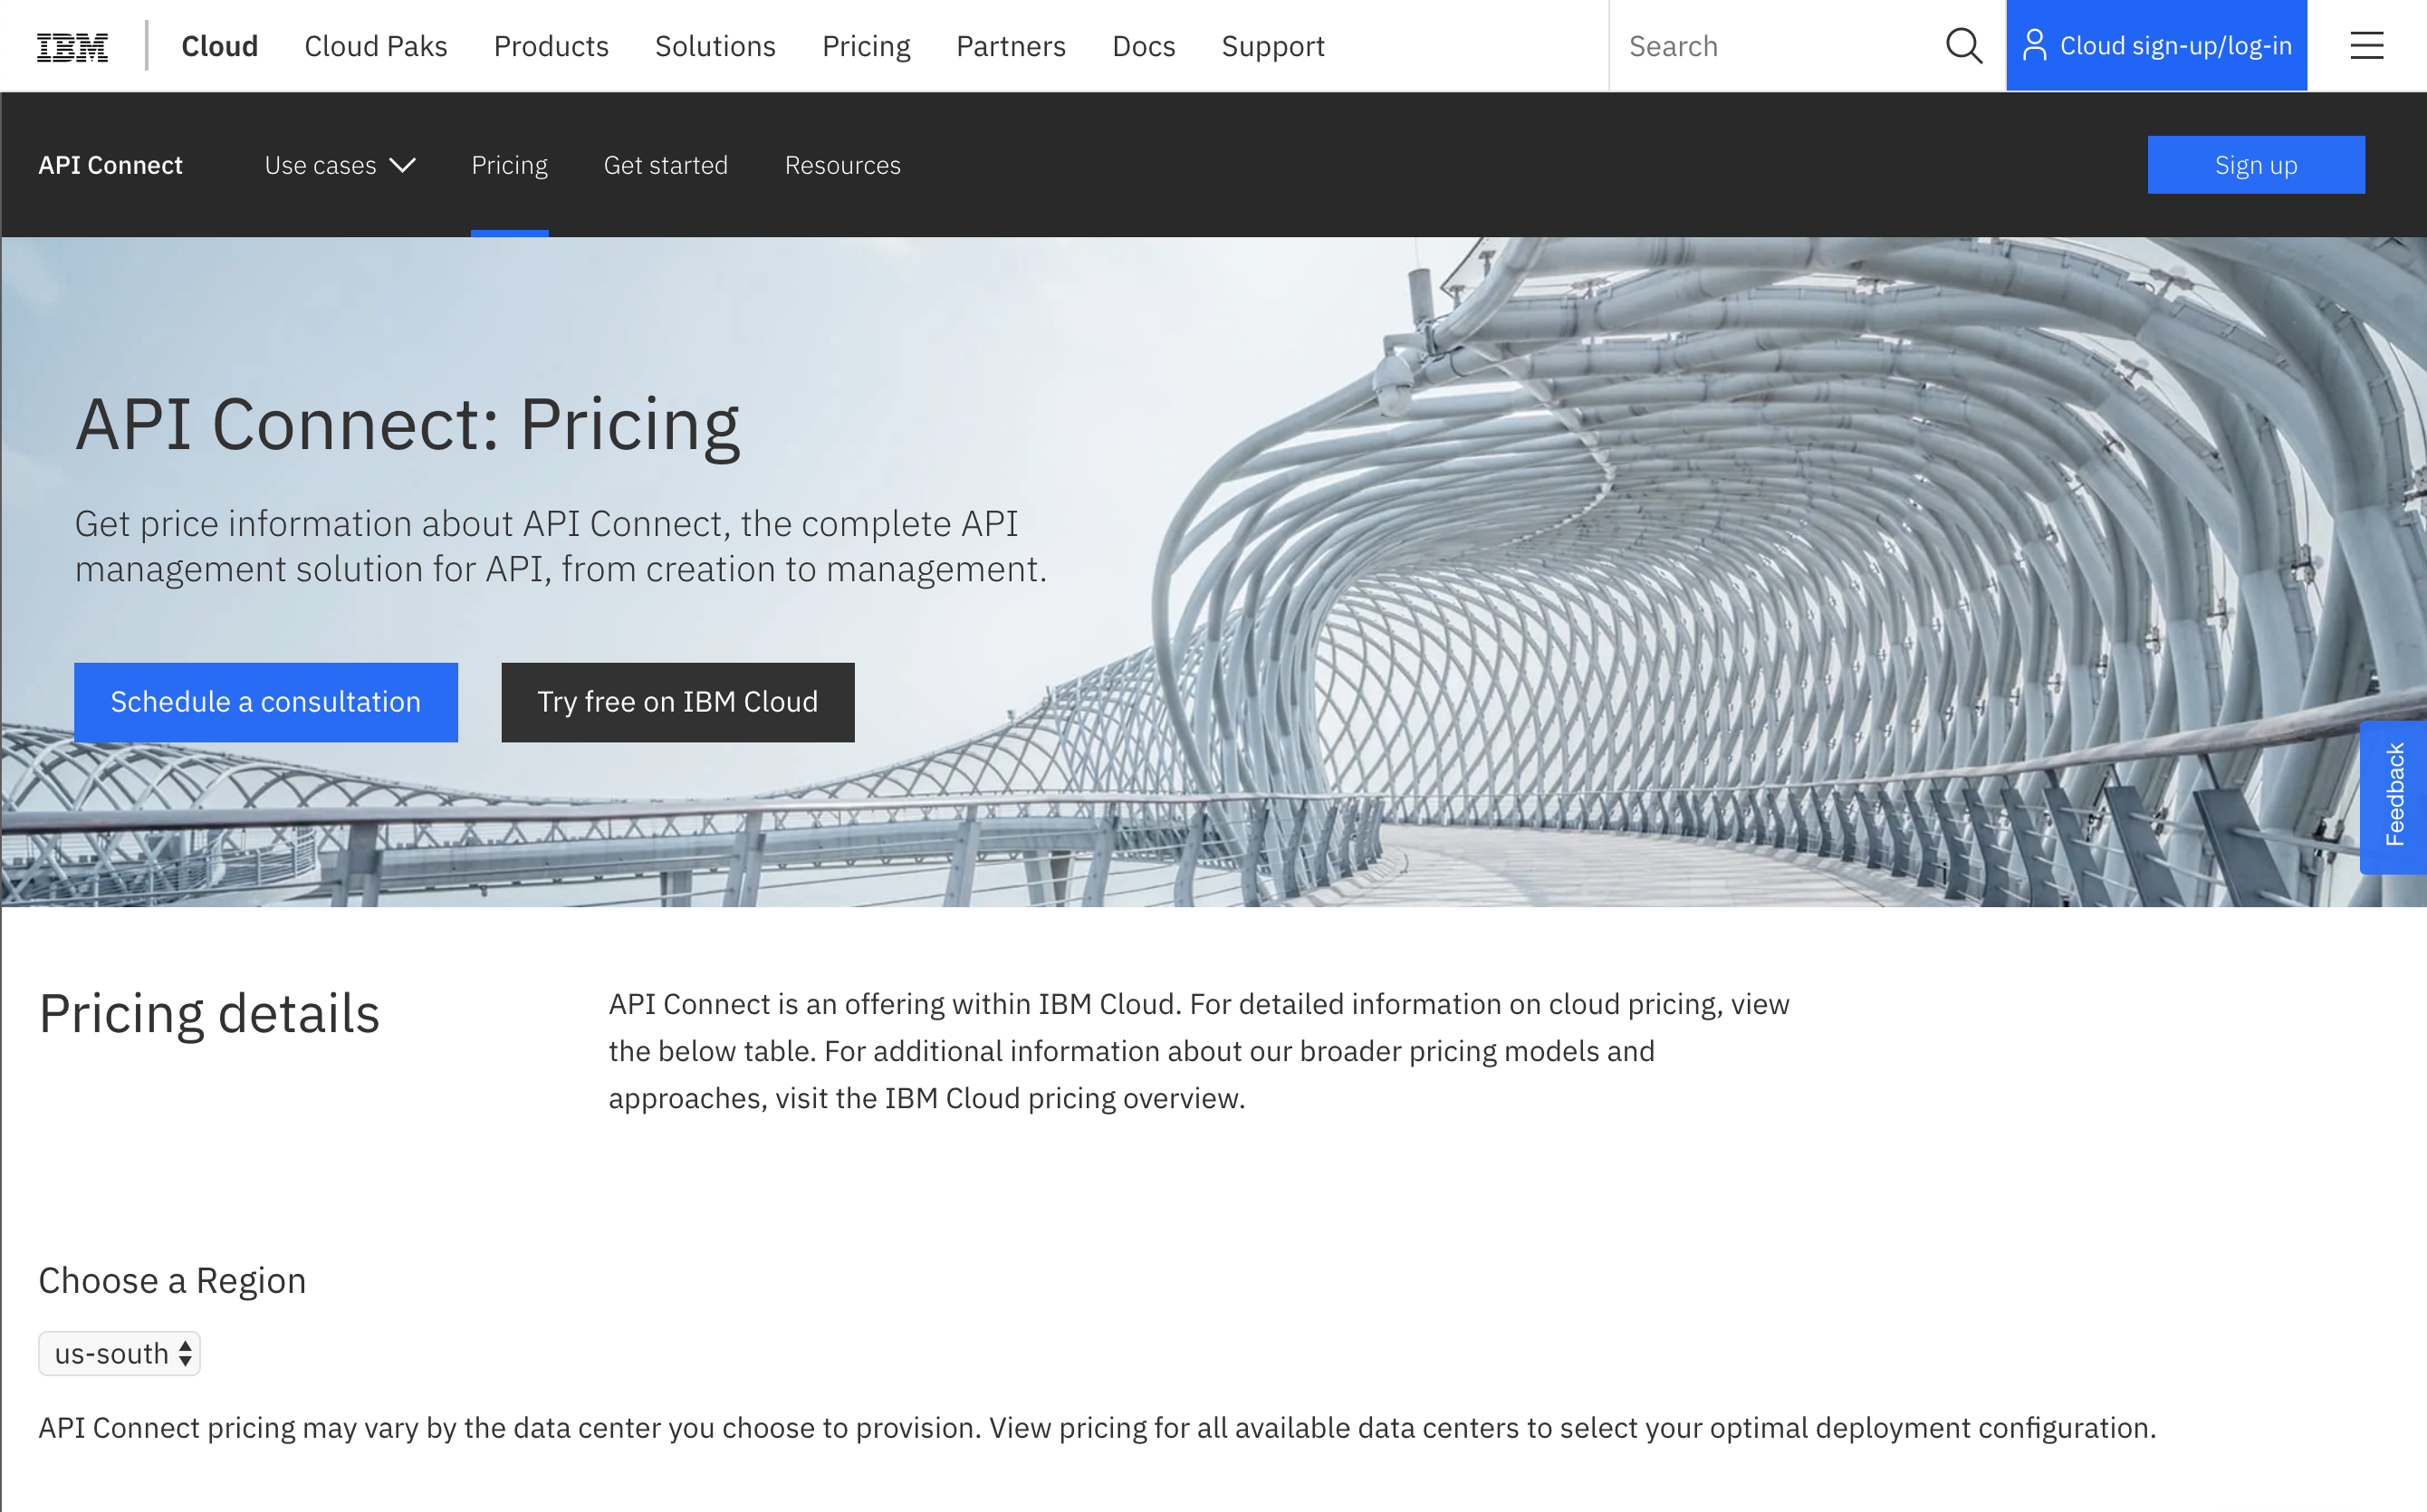 IBM
Cloud
Cloud Paks
Products
Solutions
Pricing
Partners
Docs
Support
Search
Cloud sign-up/log-in
API Connect
Use cases
Pricing
Get started
Resources
Sign up
API Connect: Pricing
Get price information about API Connect, the complete API
management solution for API, from creation to management.
Schedule a consultation
Try free on IBM Cloud
Feedback
Pricing details
API Connect is an offering within IBM Cloud. For detailed information on cloud pricing, view
the below table. For additional information about our broader pricing models and
approaches, visit the IBM Cloud pricing overview.
Choose a Region
us-south
API Connect pricing may vary by the data center you choose to provision. View pricing for all available data centers to select your optimal deployment configuration.